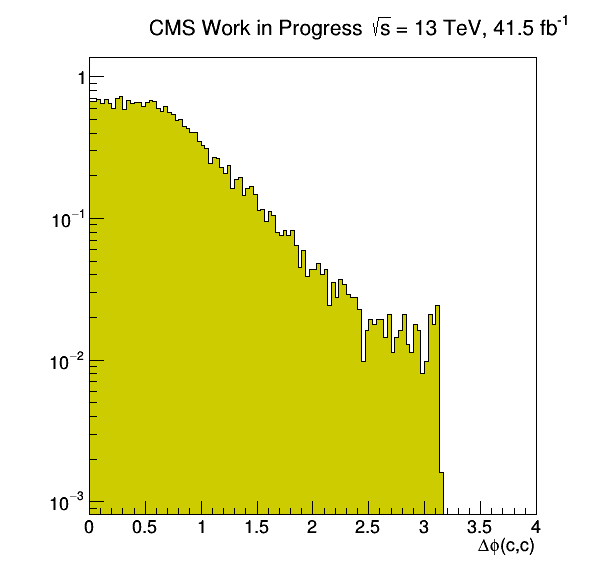 CMS Work in Progress √s = 13 TeV, 41.5 fb⁻¹
1
10⁻¹
10⁻²
10⁻³
0 0.5 1 1.5 2 2.5 3 3.5 4
Δϕ(c,c)